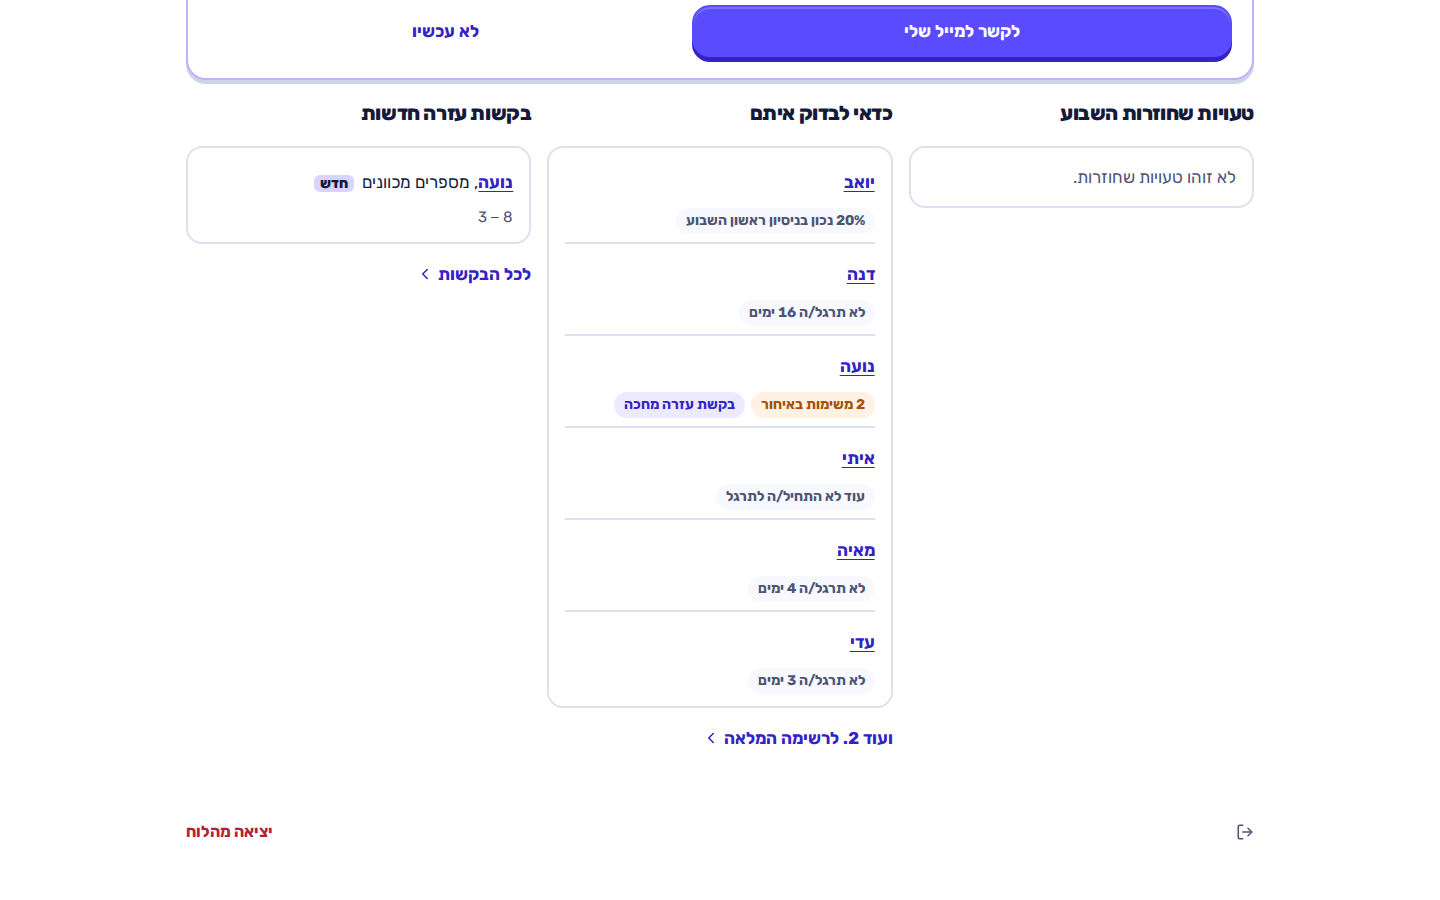 לקשר למייל שלי
לא עכשיו
טעויות שחוזרות השבוע
לא זוהו טעויות שחוזרות.
כדאי לבדוק איתם
יואב
20% נכון בניסיון ראשון השבוע
דנה
לא תרגל/ה 16 ימים
נועה
2 משימות באיחור
בקשת עזרה מחכה
איתי
עוד לא התחיל/ה לתרגל
מאיה
לא תרגל/ה 4 ימים
עדי
לא תרגל/ה 3 ימים
ועוד 2. לרשימה המלאה
בקשות עזרה חדשות
נועה, מספרים מכוונים חדש
8 – 3
לכל הבקשות
יציאה מהלוח